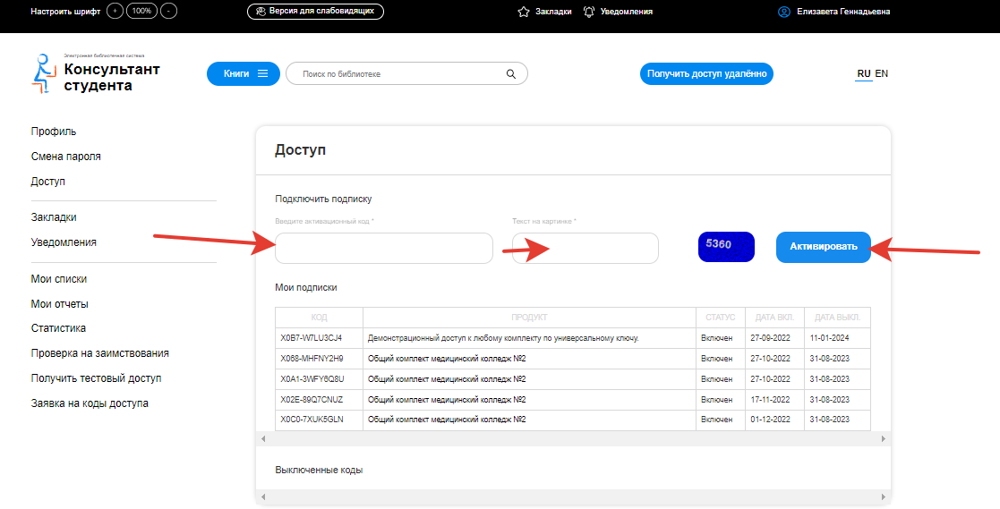 Настроить шрифт + 100% - Версия для слабовидящих Закладки Уведомления Елизавета Геннадьевна
Электронная библиотечная система
Консультант
студента
Книги Поиск по библиотеке Получить доступ удалённо RU EN
Профиль
Смена пароля
Доступ
Закладки
Уведомления
Мои списки
Мои отчеты
Статистика
Проверка на заимствования
Получить тестовый доступ
Заявка на коды доступа
Доступ
Подключить подписку
Введите активационный код * Текст на картинке *
5360 Активировать
Мои подписки
КОД ПРОДУКТ СТАТУС ДАТА ВКЛ. ДАТА ВЫКЛ.
X0B7-W7LU3CJ4 Демонстрационный доступ к любому комплекту по универсальному ключу. Включен 27-09-2022 11-01-2024
X068-MHFNY2H9 Общий комплект медицинский колледж №2 Включен 27-10-2022 31-08-2023
X0A1-3WFY6Q8U Общий комплект медицинский колледж №2 Включен 27-10-2022 31-08-2023
X02E-89Q7CNUZ Общий комплект медицинский колледж №2 Включен 17-11-2022 31-08-2023
X0C0-7XUK5GLN Общий комплект медицинский колледж №2 Включен 01-12-2022 31-08-2023
Выключенные коды